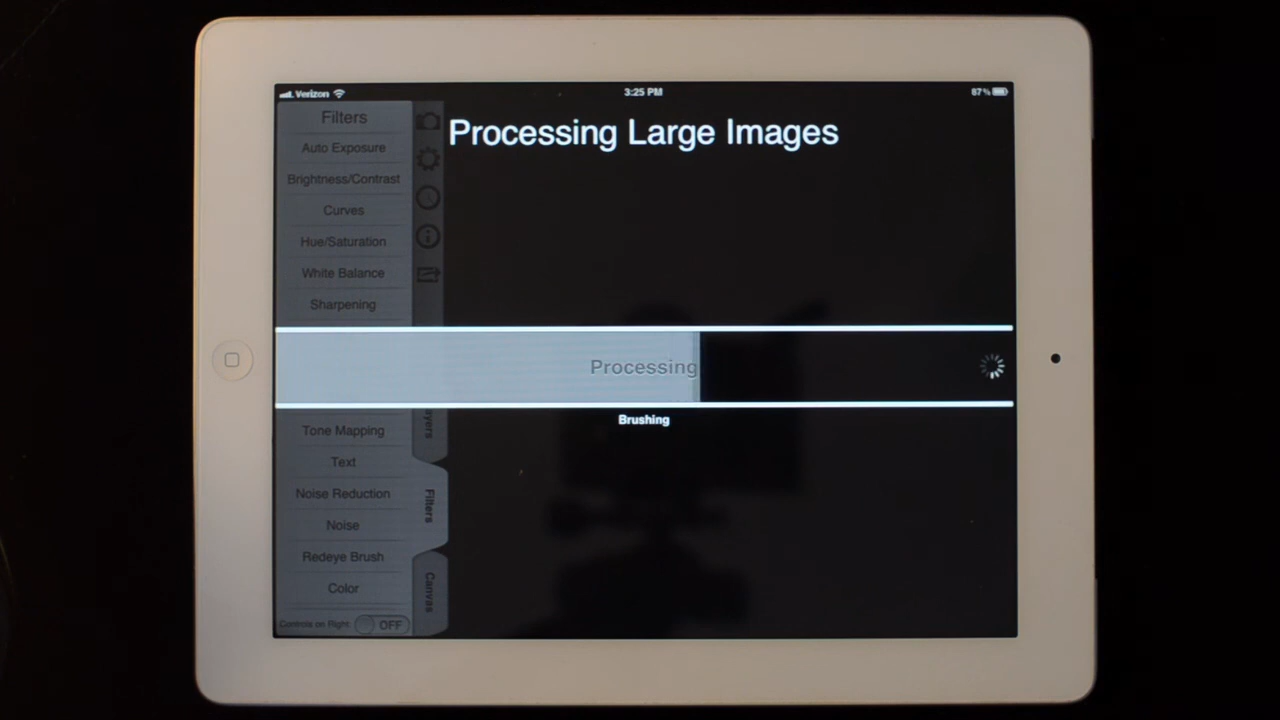 Verizon
3:25 PM
87%
Filters
Processing Large Images
Auto Exposure
Brightness/Contrast
Curves
Hue/Saturation
White Balance
Sharpening
Processing
Brushing
Tone Mapping
Text
Noise Reduction
Filters
Noise
Redeye Brush
Color
Canvas
Controls on Right:
OFF